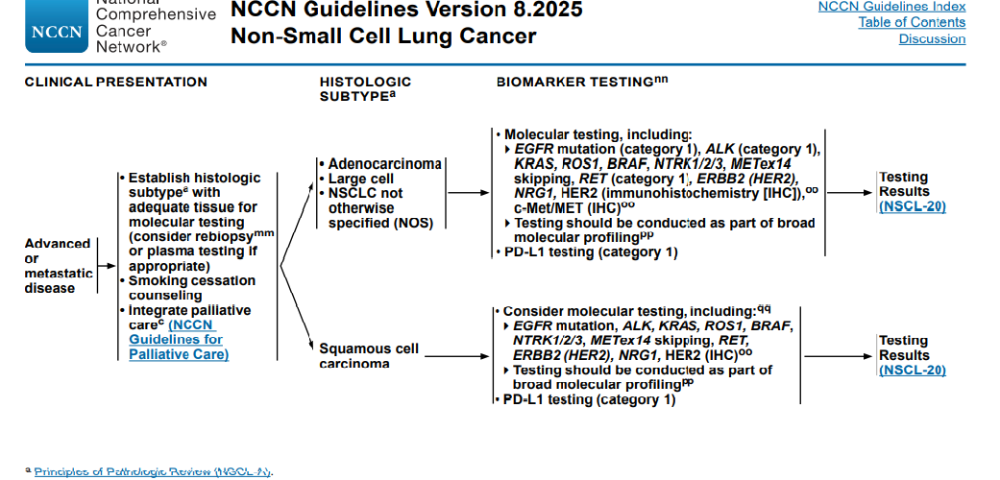 National
Comprehensive
Cancer
Network®
NCCN
NCCN Guidelines Version 8.2025
Non-Small Cell Lung Cancer
NCCN Guidelines Index
Table of Contents
Discussion
CLINICAL PRESENTATION
HISTOLOGIC
SUBTYPEa
BIOMARKER TESTINGnn
Advanced
or
metastatic
disease
• Establish histologic
subtypea with
adequate tissue for
molecular testing
(consider rebiopsymm
or plasma testing if
appropriate)
• Smoking cessation
counseling
• Integrate palliative
carec (NCCN
Guidelines for
Palliative Care)
• Adenocarcinoma
• Large cell
• NSCLC not
otherwise
specified (NOS)
• Molecular testing, including:
EGFR mutation (category 1), ALK (category 1),
KRAS, ROS1, BRAF, NTRK1/2/3, METex14
skipping, RET (category 1), ERBB2 (HER2),
NRG1, HER2 (immunohistochemistry [IHC]),oo
c-Met/MET (IHC)oo
Testing should be conducted as part of broad
molecular profilingpp
• PD-L1 testing (category 1)
Testing
Results
(NSCL-20)
Squamous cell
carcinoma
• Consider molecular testing, including:qq
EGFR mutation, ALK, KRAS, ROS1, BRAF,
NTRK1/2/3, METex14 skipping, RET,
ERBB2 (HER2), NRG1, HER2 (IHC)oo
Testing should be conducted as part of
broad molecular profilingpp
• PD-L1 testing (category 1)
Testing
Results
(NSCL-20)
a Principles of Pathologic Review (NSCL-A).